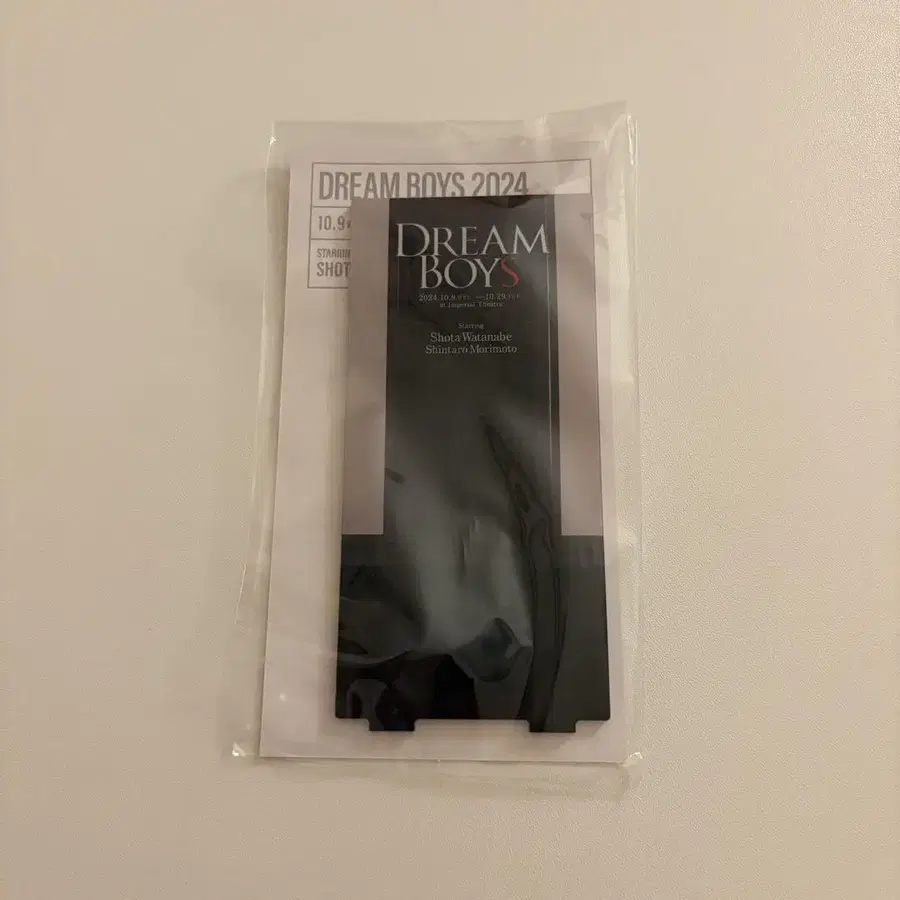 DREAM BOYS 2024
10.9
SHOT
DREAM
BOYS
2024.10.9 — 10.29
at Imperial Theatre
Starring
Shota Watanabe
Shintaro Morimoto